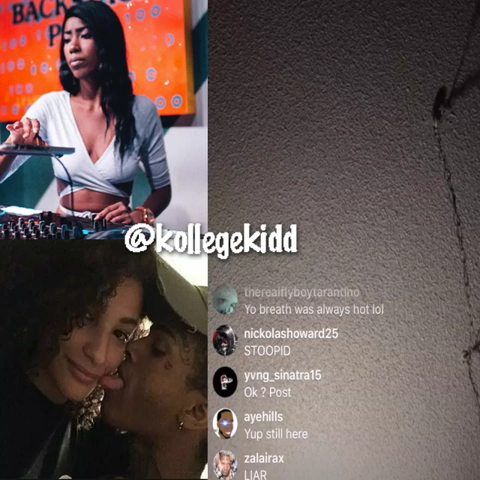 BACKS
P
@kollegekidd
therealflyboytarantino
Yo breath was always hot lol
nickolashoward25
STOOPID
yvng_sinatra15
Ok ? Post
ayehills
Yup still here
zalairax
LIAR